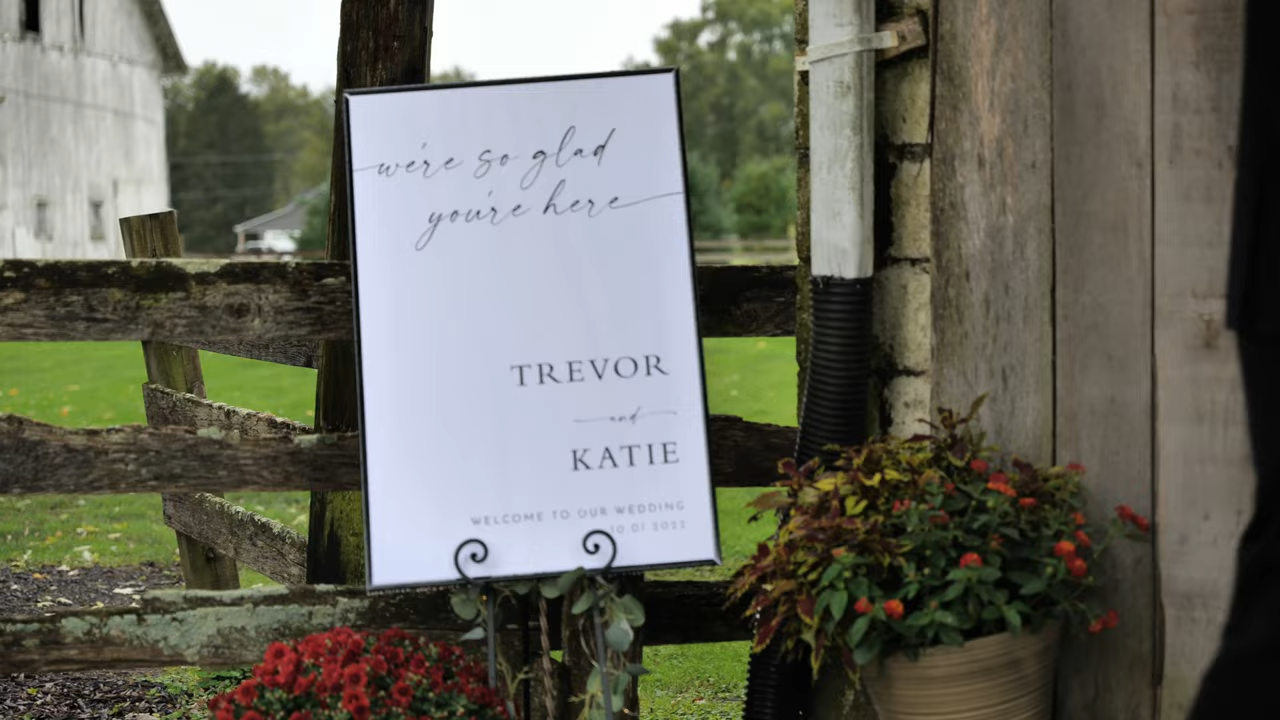 we're so glad
you're here
TREVOR
and
KATIE
WELCOME TO OUR WEDDING
10 01 2022